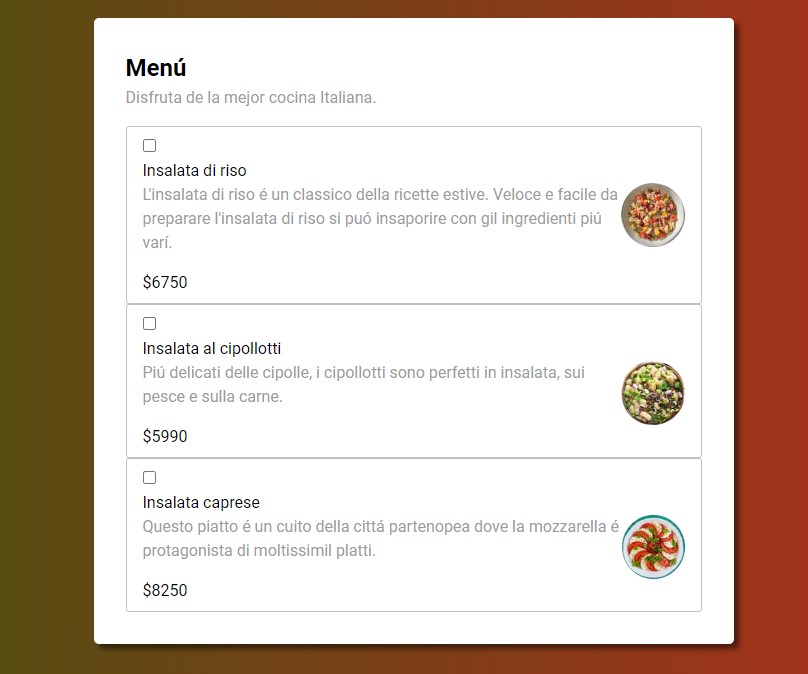 Menú
Disfruta de la mejor cocina Italiana.
Insalata di riso
L'insalata di riso é un classico della ricette estive. Veloce e facile da
preparare l'insalata di riso si puó insaporire con gil ingredienti piú
varí.
$6750
Insalata al cipollotti
Piú delicati delle cipolle, i cipollotti sono perfetti in insalata, sui
pesce e sulla carne.
$5990
Insalata caprese
Questo piatto é un cuito della cittá partenopea dove la mozzarella é
protagonista di moltissimil platti.
$8250